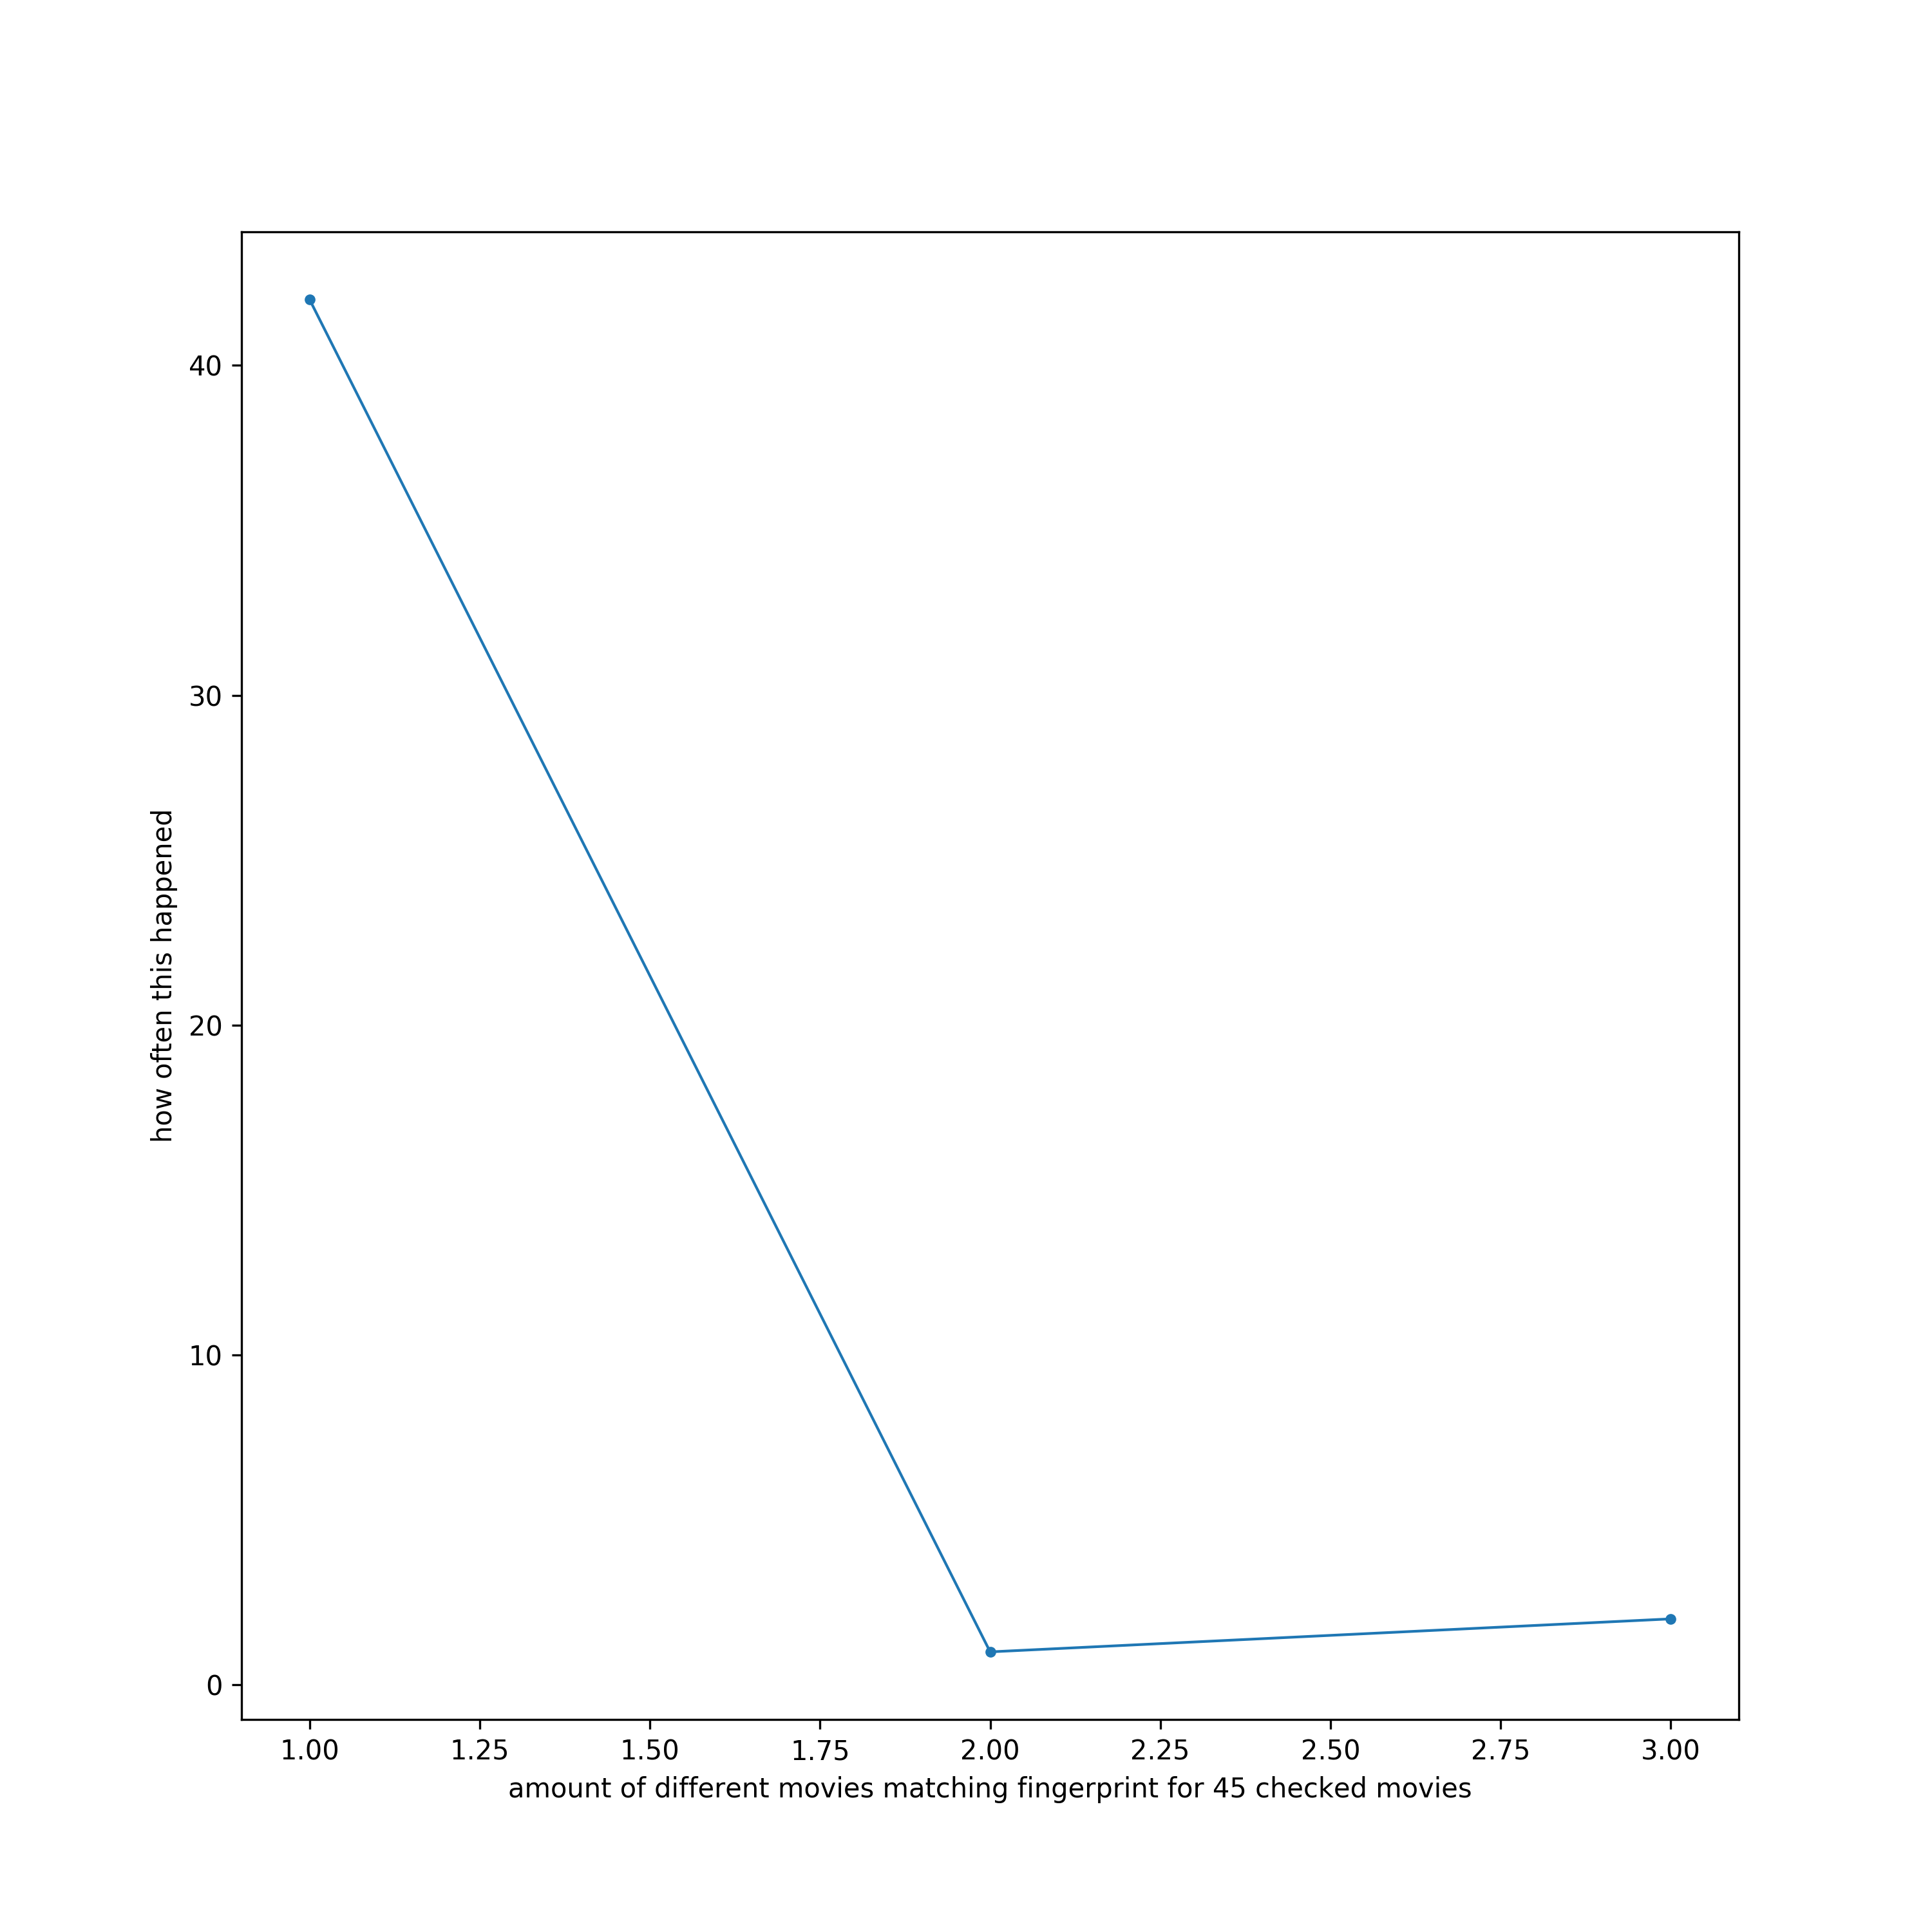 40
30
20
10
0
how often this happened
1.00 1.25 1.50 1.75 2.00 2.25 2.50 2.75 3.00
amount of different movies matching fingerprint for 45 checked movies